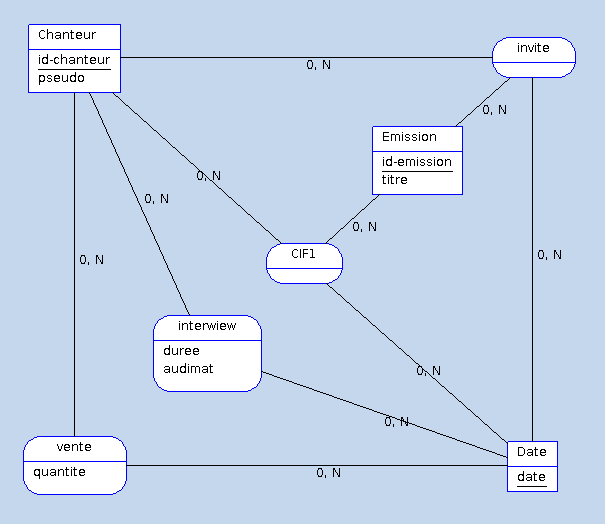 Chanteur
id-chanteur
pseudo
invite
0, N
0, N
Emission
id-emission
titre
0, N
0, N
0, N
CIF1
0, N
0, N
interwiew
duree
audimat
0, N
0, N
vente
quantite
0, N
Date
date